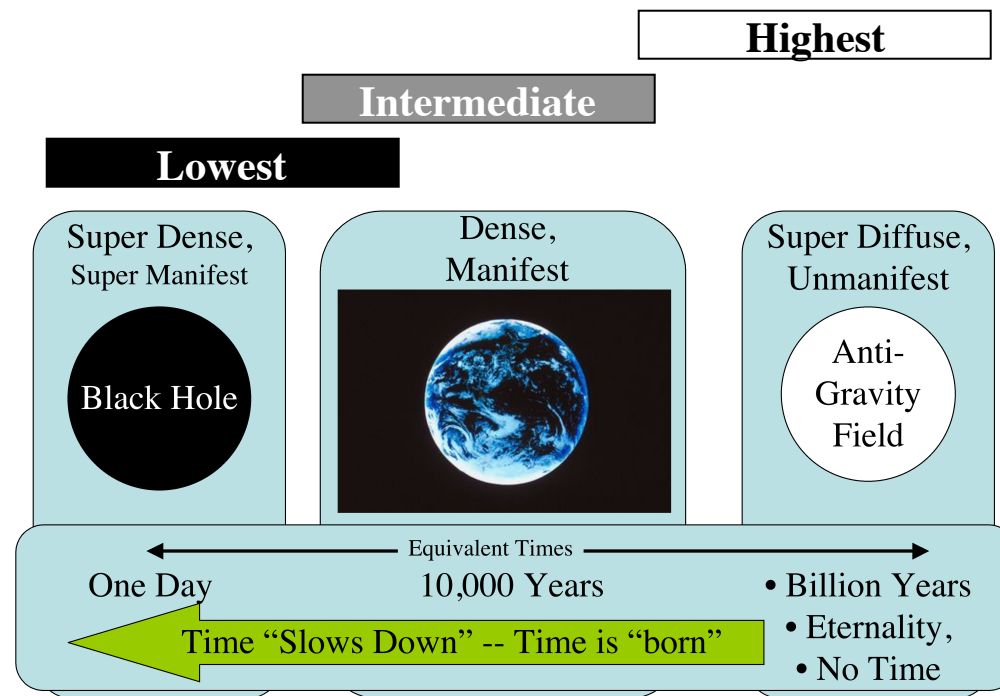 Highest
Intermediate
Lowest
Super Dense,
Super Manifest
Black Hole
Dense,
Manifest
Super Diffuse,
Unmanifest
Anti-
Gravity
Field
Equivalent Times
One Day
10,000 Years
• Billion Years
• Eternality,
• No Time
Time “Slows Down” -- Time is “born”